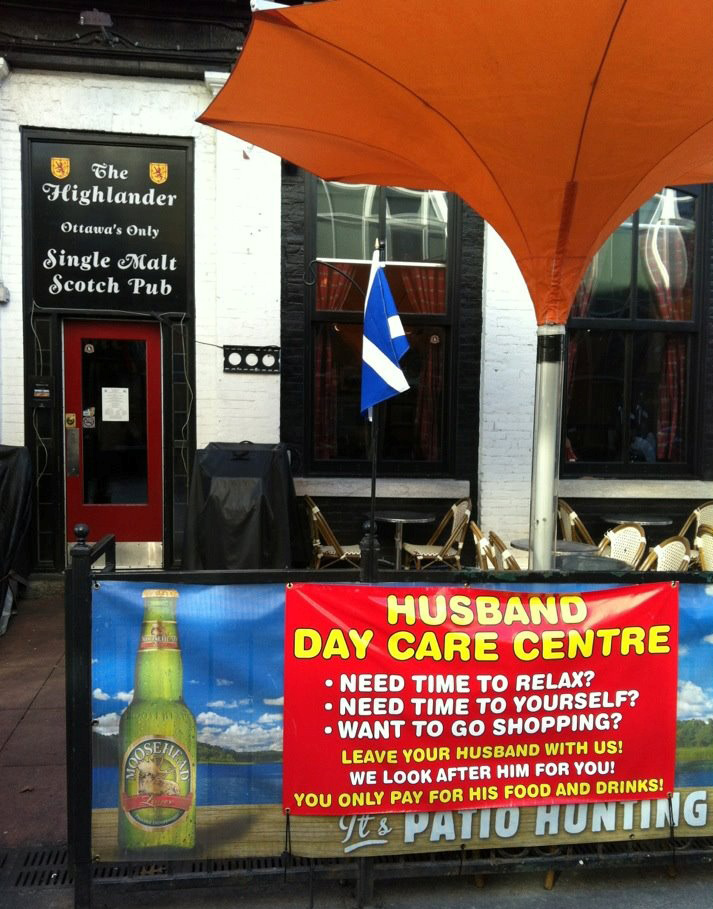 The
Highlander
Ottawa's Only
Single Malt
Scotch Pub
HUSBAND
DAY CARE CENTRE
• NEED TIME TO RELAX?
• NEED TIME TO YOURSELF?
• WANT TO GO SHOPPING?
LEAVE YOUR HUSBAND WITH US!
WE LOOK AFTER HIM FOR YOU!
YOU ONLY PAY FOR HIS FOOD AND DRINKS!
MOOSEHEAD
Lager
It's PATIO HUNTING